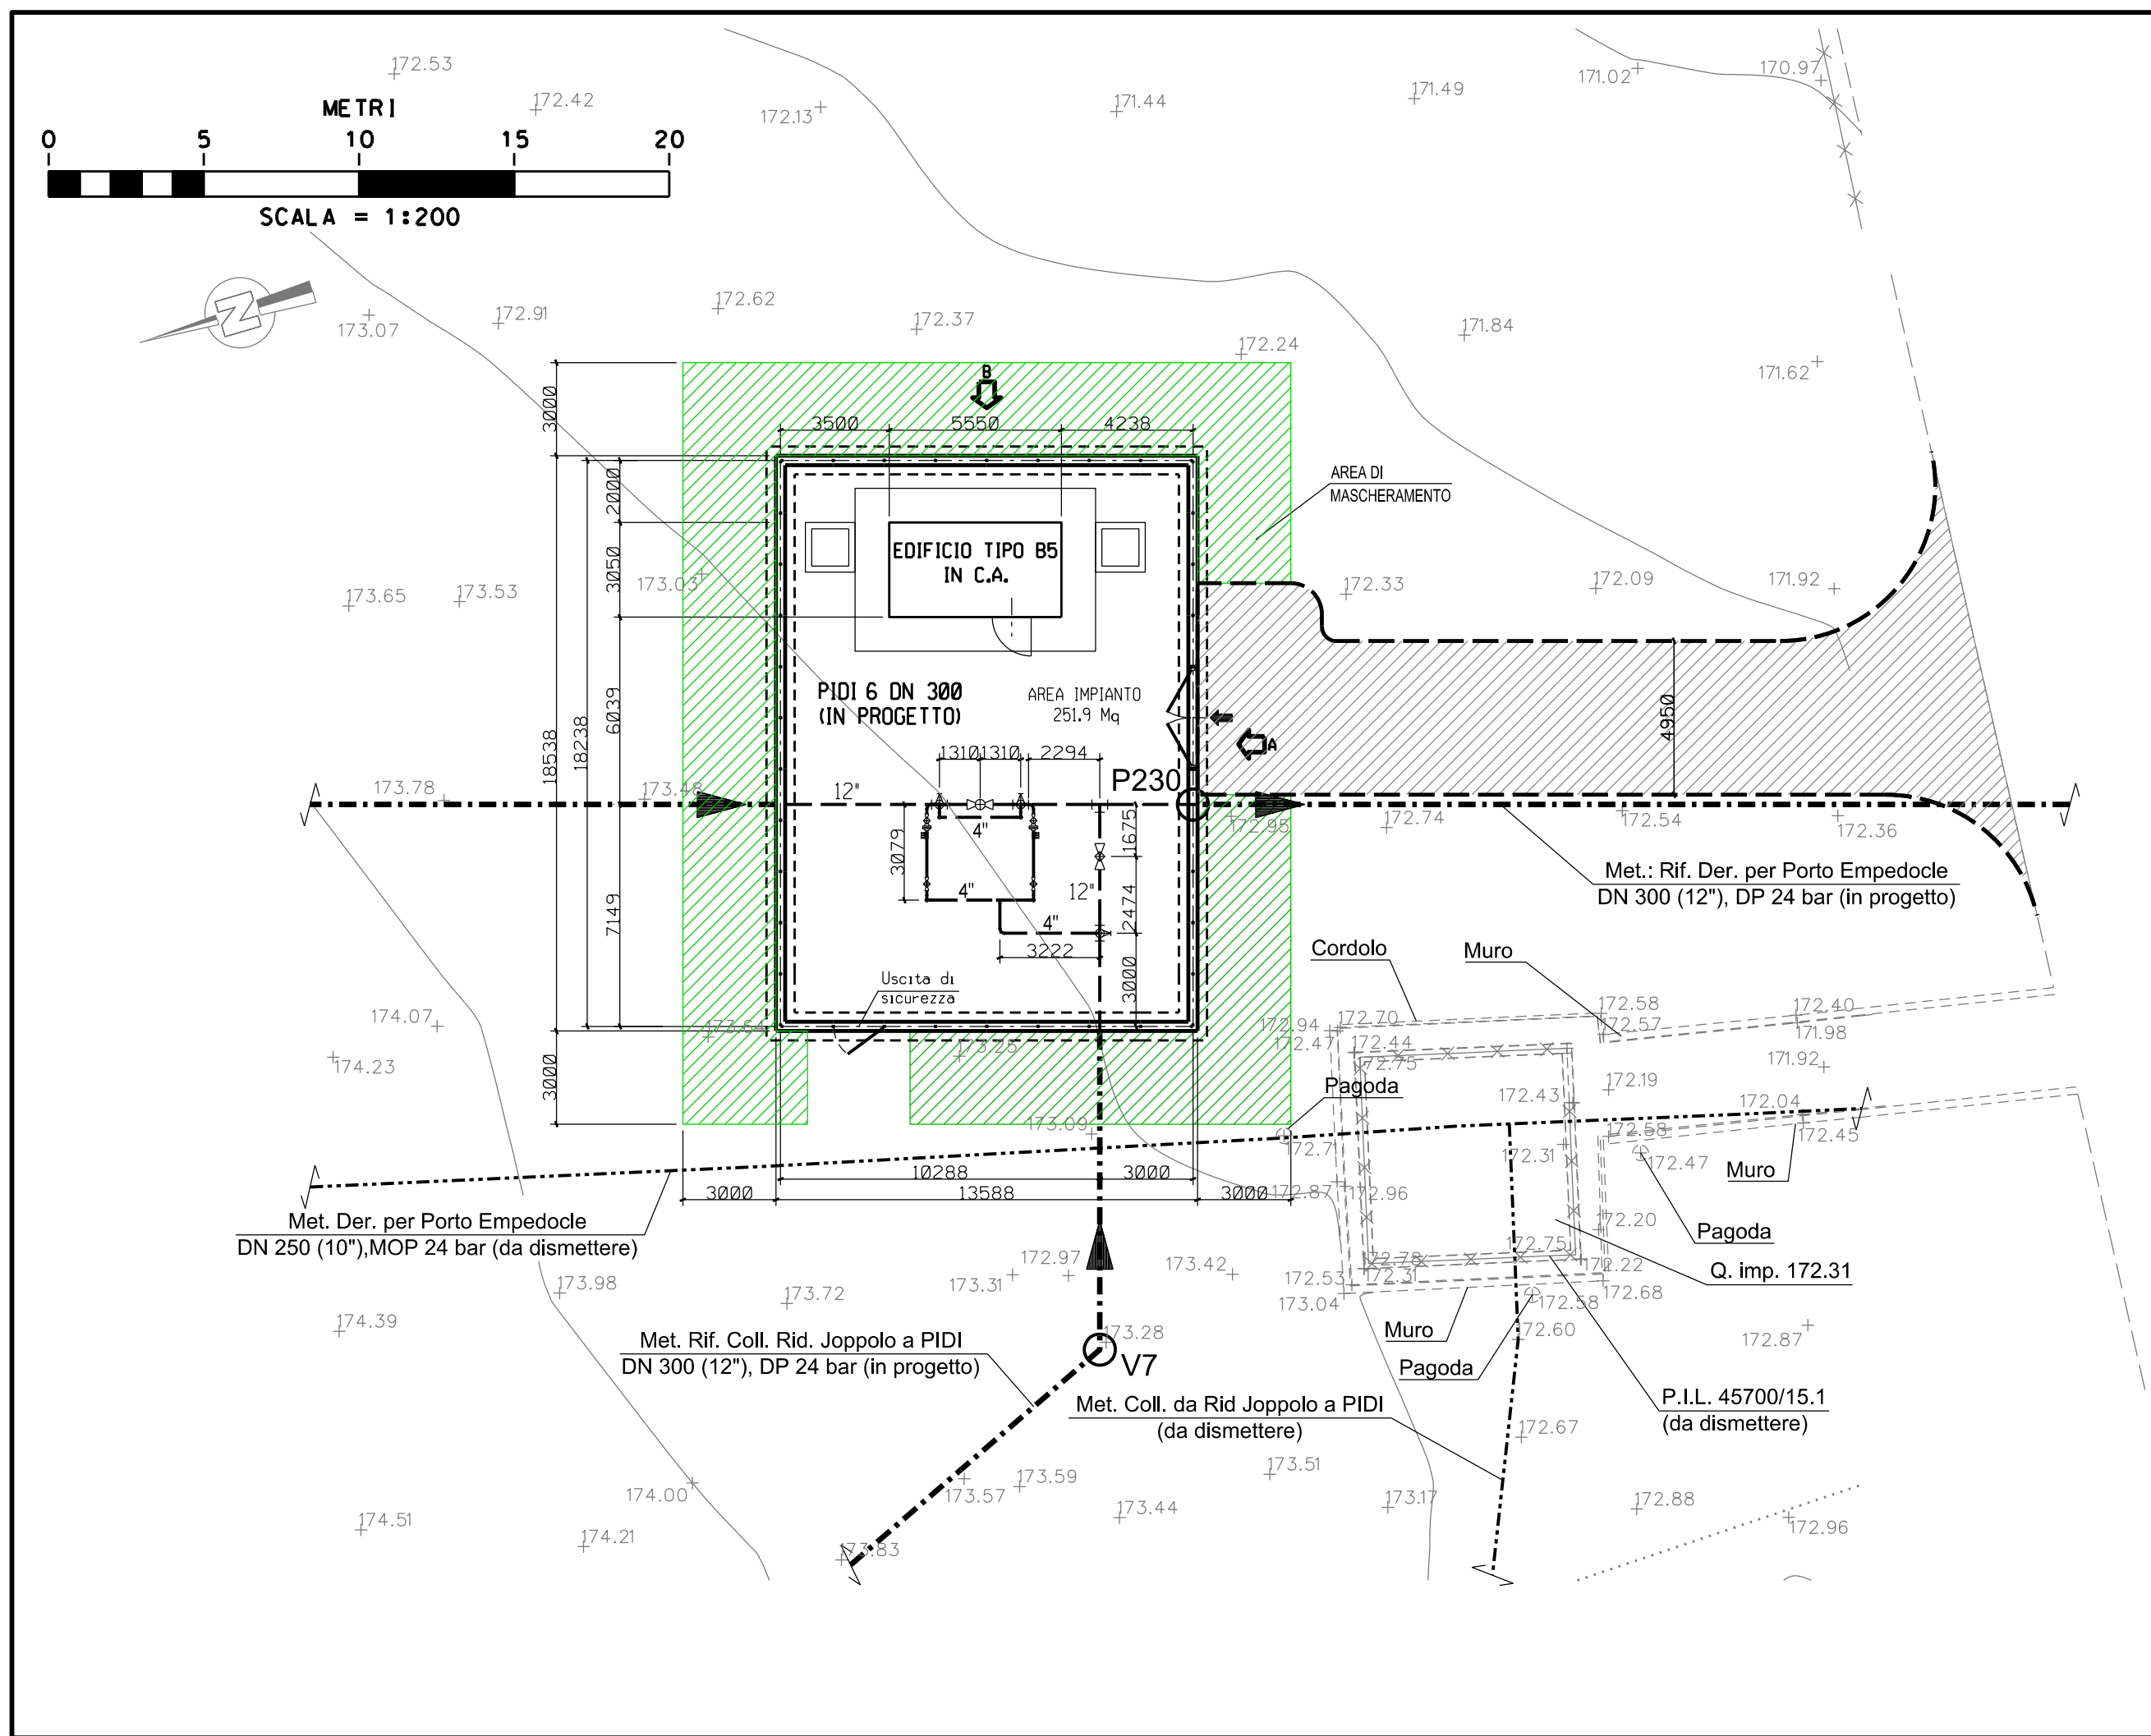 172.53
172.42
172.13
171.44
171.49
171.02
170.97
METRI
0 5 10 15 20
SCALA = 1:200
N
173.07
172.91
172.62
172.37
172.24
171.84
171.62
B
3000
3500 5550 4238
2000
AREA DI
MASCHERAMENTO
EDIFICIO TIPO B5
IN C.A.
3050
173.65
173.53
173.03
172.33
172.09
171.92
PIDI 6 DN 300
(IN PROGETTO)
AREA IMPIANTO
251.9 Mq
6039
18238
18538
4950
A
1310 1310 2294
P230
173.78
173.48
12"
4"
1675
172.95
172.74
172.54
172.36
3079
Met.: Rif. Der. per Porto Empedocle
DN 300 (12"), DP 24 bar (in progetto)
4"
12"
2474
7149
4"
3222
3000
Uscita di
sicurezza
Cordolo
Muro
174.07
174.23
173.64
173.25
172.94
172.70
172.58
172.57
172.40
171.98
172.47
172.44
172.75
171.92
3000
Pagoda
172.43
172.19
172.04
173.09
172.71
172.58
172.45
172.31
172.47
Muro
10288 3000
3000 13588 3000
172.87
172.96
Met. Der. per Porto Empedocle
DN 250 (10"),MOP 24 bar (da dismettere)
172.20
Pagoda
172.97
173.42
173.31
172.75
172.78
172.31
172.22
Q. imp. 172.31
173.98
173.72
172.53
173.04
172.58
172.68
174.39
173.28
Met. Rif. Coll. Rid. Joppolo a PIDI
DN 300 (12"), DP 24 bar (in progetto)
V7
Muro
172.60
172.87
Pagoda
Met. Coll. da Rid Joppolo a PIDI
(da dismettere)
P.I.L. 45700/15.1
(da dismettere)
172.67
173.51
173.59
173.57
174.00
173.44
173.17
172.88
172.96
174.51
174.21
173.83